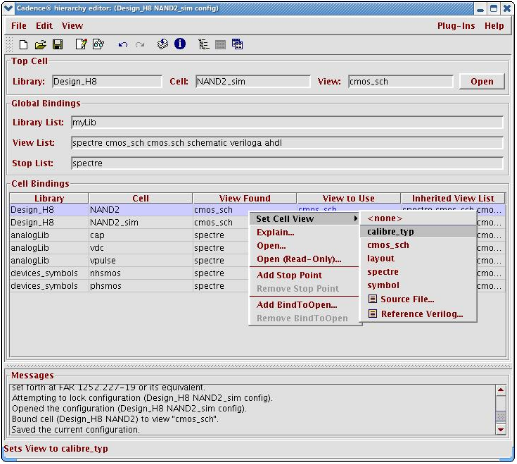 Cadence® hierarchy editor: (Design_H8 NAND2_sim config)
File Edit View Plug-Ins Help
Top Cell
Library: Design_H8 Cell: NAND2_sim View: cmos_sch Open
Global Bindings
Library List: myLib
View List: spectre cmos_sch cmos.sch schematic veriloga ahdl
Stop List: spectre
Cell Bindings
Library Cell View Found View to Use Inherited View List
Design_H8 NAND2 cmos_sch cmos_sch spectre cmos_sch cmo...
Design_H8 NAND2_sim cmos_sch
analogLib cap spectre
analogLib vdc spectre
analogLib vpulse spectre
devices_symbols nhsmos spectre
devices_symbols phsmos spectre
Set Cell View
Explain...
Open...
Open (Read-Only)...
Add Stop Point
Remove Stop Point
Add BindToOpen...
Remove BindToOpen
<none>
calibre_typ
cmos_sch
layout
spectre
symbol
Source File...
Reference Verilog...
sch cmo...
cmo...
cmo...
cmo...
cmo...
cmo...
Messages
set forth at FAR 1252.227-19 or its equivalent.
Attempting to lock configuration (Design_H8 NAND2_sim config).
Opened the configuration (Design_H8 NAND2_sim config).
Bound cell (Design_H8 NAND2) to view "cmos_sch".
Saved the current configuration.
Sets View to calibre_typ